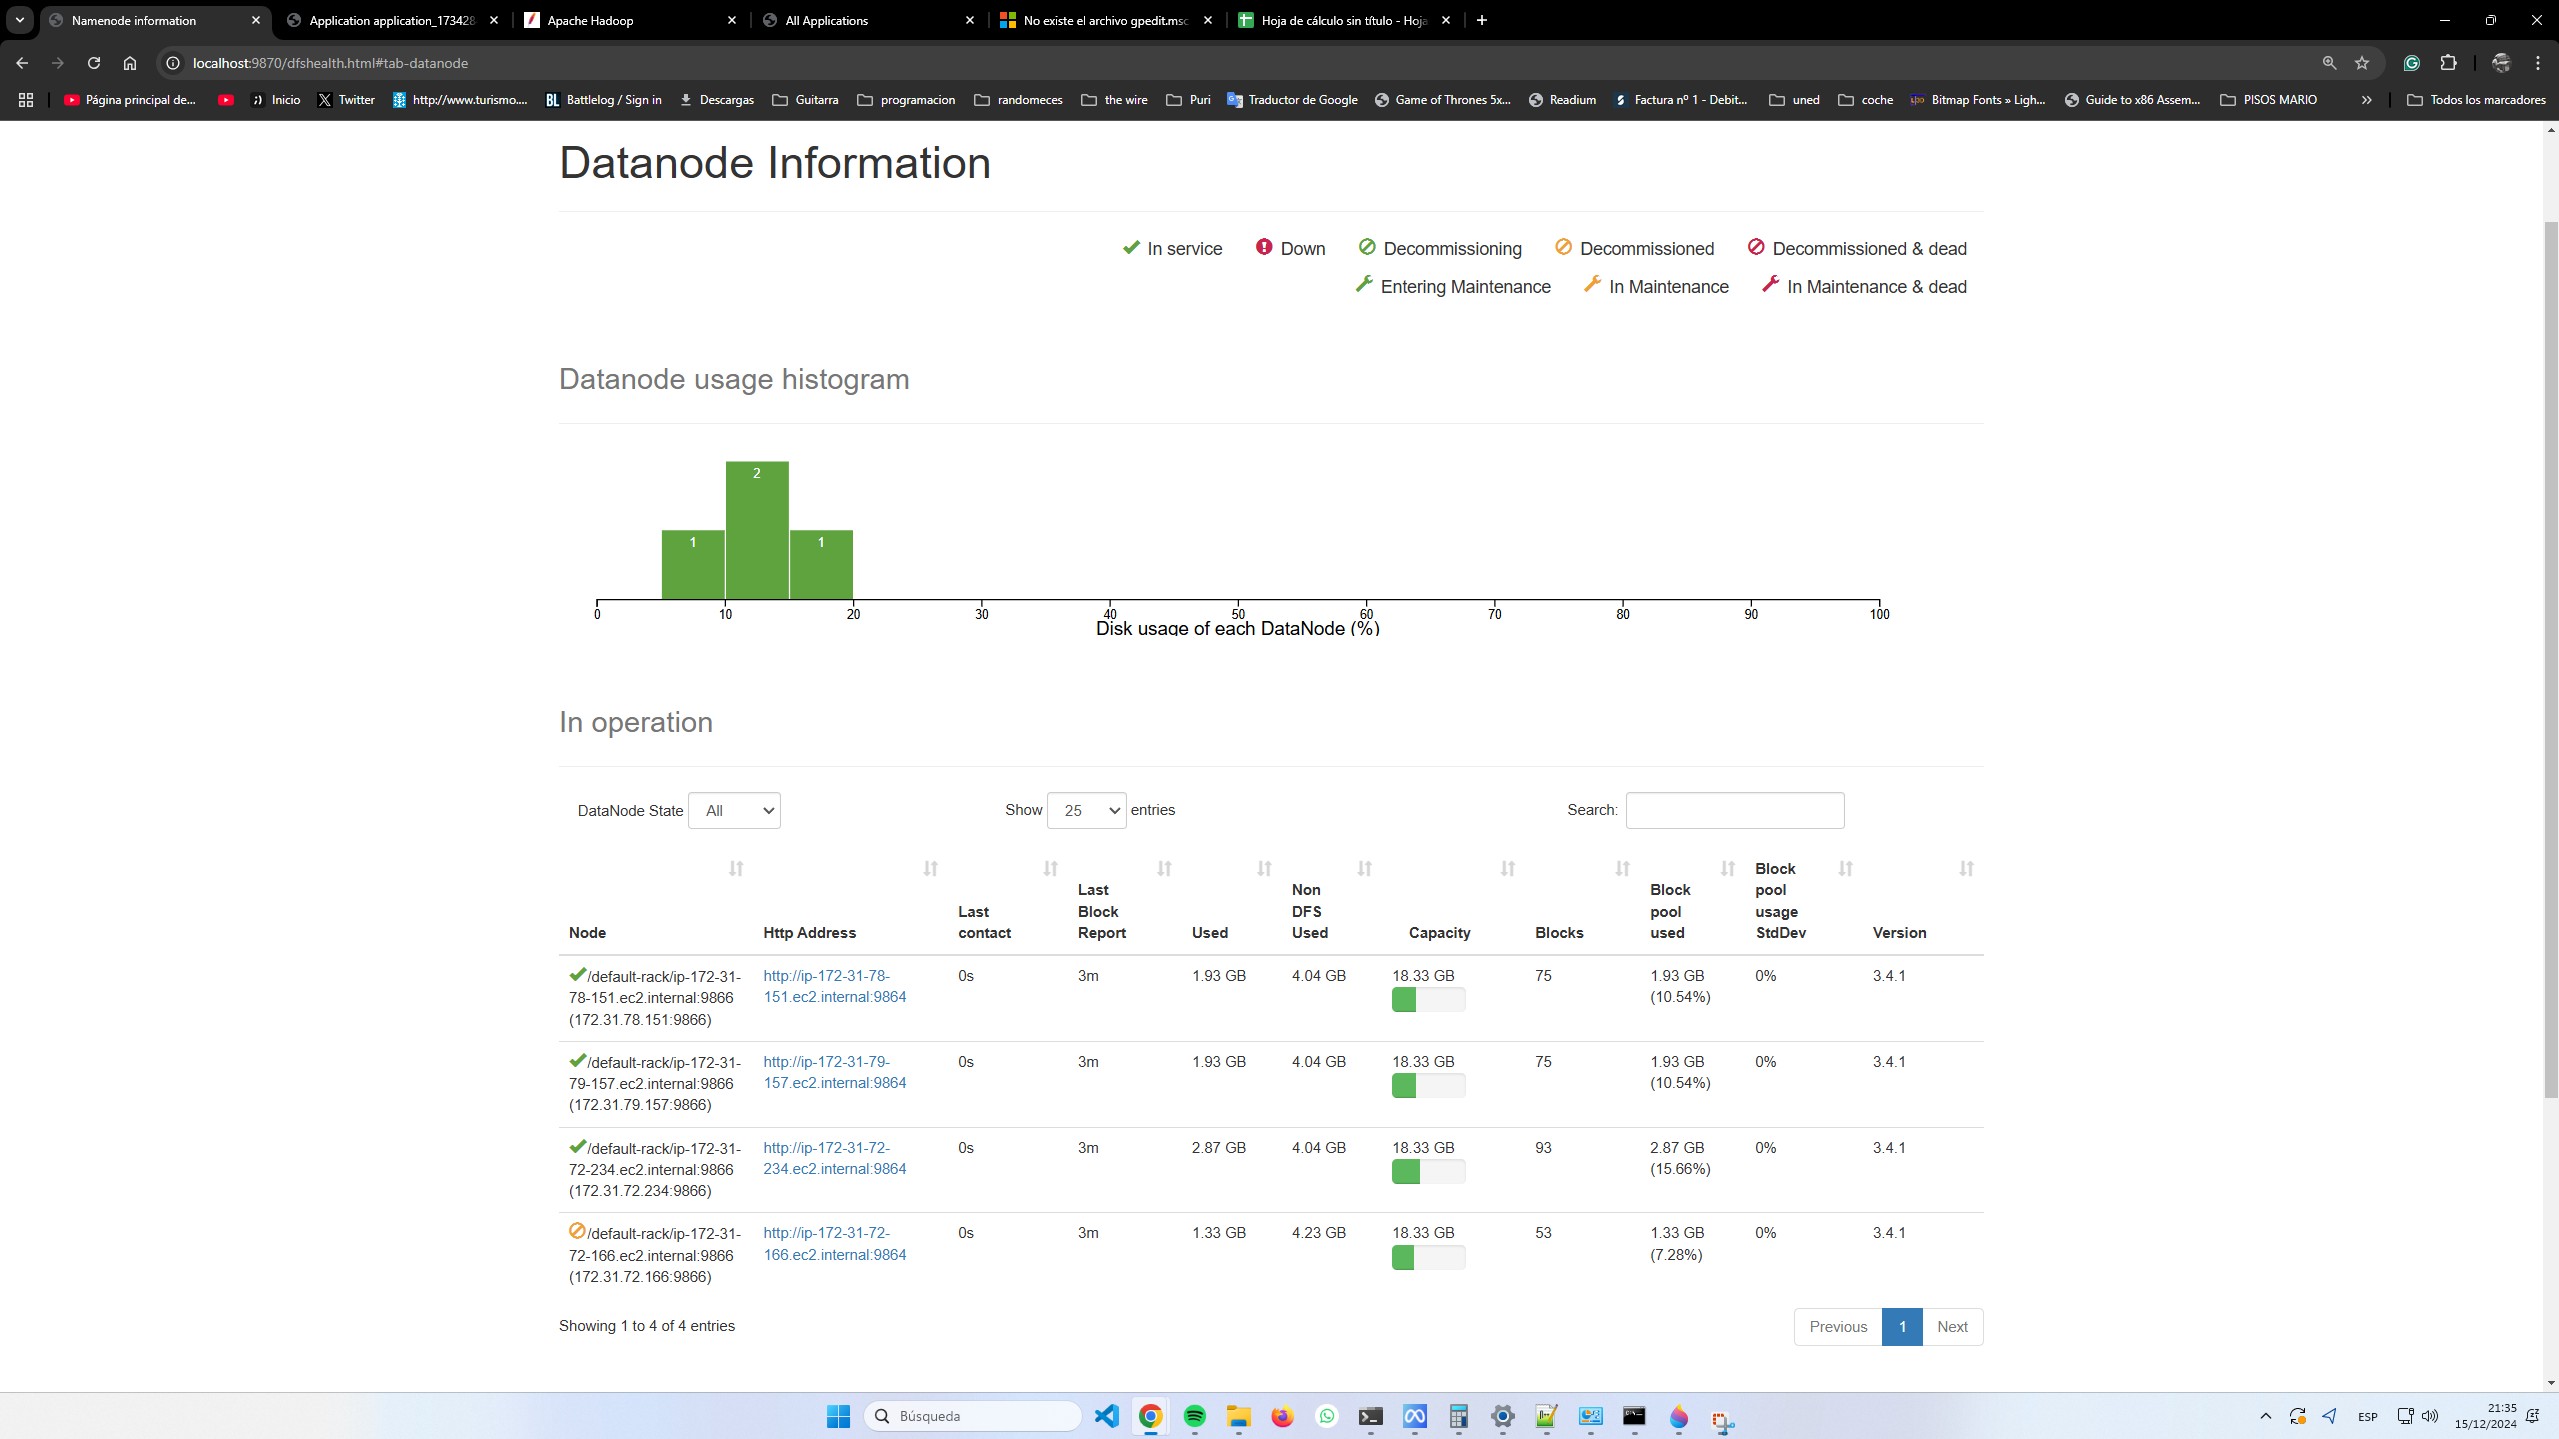 Namenode information
Application application_173428
Apache Hadoop
All Applications
No existe el archivo gpedit.msc
Hoja de cálculo sin título - Hoja
localhost:9870/dfshealth.html#tab-datanode
Página principal de...
Inicio
Twitter
http://www.turismo....
BL Battlelog / Sign in
Descargas
Guitarra
programacion
randomeces
the wire
Puri
Traductor de Google
Game of Thrones 5x...
Readium
Factura nº 1 - Debit...
uned
coche
Bitmap Fonts » Ligh...
Guide to x86 Assem...
PISOS MARIO
»
Todos los marcadores
Datanode Information
In service Down Decommissioning Decommissioned Decommissioned & dead
Entering Maintenance In Maintenance In Maintenance & dead
Datanode usage histogram
2
1 1
0 10 20 30 40 50 60 70 80 90 100
Disk usage of each DataNode (%)
In operation
DataNode State All Show 25 entries Search:
Node
Http Address
Last contact
Last Block Report
Used
Non DFS Used
Capacity
Blocks
Block pool used
Block pool usage StdDev
Version
/default-rack/ip-172-31- http://ip-172-31-78- 0s 3m 1.93 GB 4.04 GB 18.33 GB 75 1.93 GB 0% 3.4.1
78-151.ec2.internal:9866 151.ec2.internal:9864 (10.54%)
(172.31.78.151:9866)
/default-rack/ip-172-31- http://ip-172-31-79- 0s 3m 1.93 GB 4.04 GB 18.33 GB 75 1.93 GB 0% 3.4.1
79-157.ec2.internal:9866 157.ec2.internal:9864 (10.54%)
(172.31.79.157:9866)
/default-rack/ip-172-31- http://ip-172-31-72- 0s 3m 2.87 GB 4.04 GB 18.33 GB 93 2.87 GB 0% 3.4.1
72-234.ec2.internal:9866 234.ec2.internal:9864 (15.66%)
(172.31.72.234:9866)
/default-rack/ip-172-31- http://ip-172-31-72- 0s 3m 1.33 GB 4.23 GB 18.33 GB 53 1.33 GB 0% 3.4.1
72-166.ec2.internal:9866 166.ec2.internal:9864 (7.28%)
(172.31.72.166:9866)
Showing 1 to 4 of 4 entries
Previous 1 Next
Búsqueda
ESP
21:35
15/12/2024